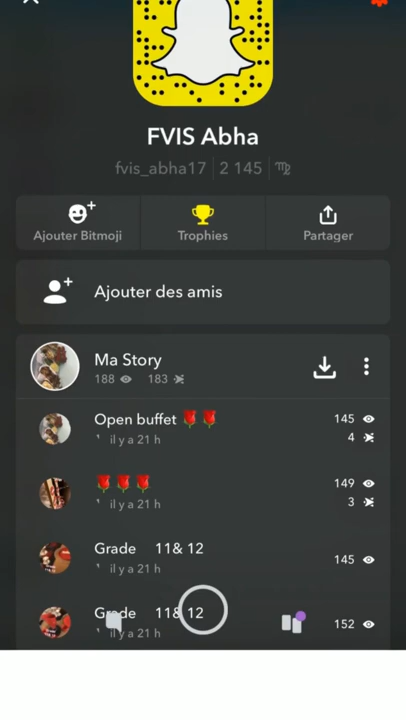 FVIS Abha
fvis_abha17 | 2 145 | ♍
Ajouter Bitmoji
Trophies
Partager
Ajouter des amis
Ma Story
188 183
Open buffet 🌹🌹 145
il y a 21 h 4
🌹🌹🌹 149
il y a 21 h 3
Grade 11& 12 145
il y a 21 h
Grade 11& 12 152
il y a 21 h